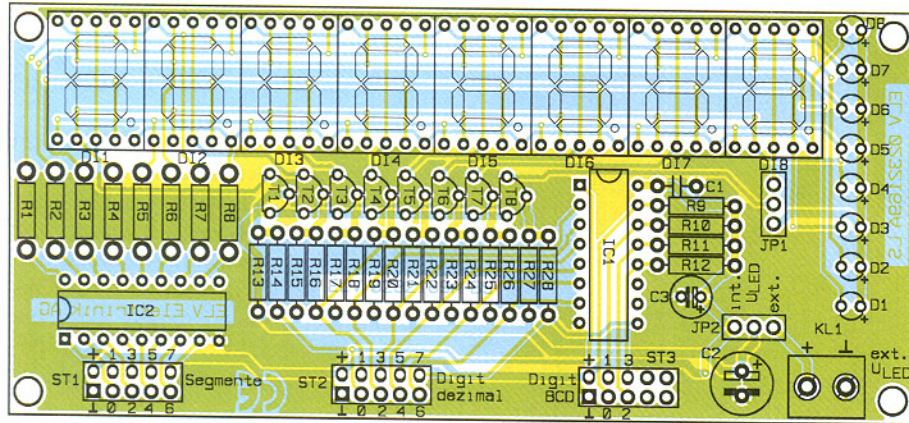 DI1 DI2 DI3 DI4 DI5 DI6 DI7 DI8
D8
D7
D6
D5
D4
D3
D2
D1
R1 R2 R3 R4 R5 R6 R7 R8
T1 T2 T3 T4 T5 T6 T7 T8
R13 R14 R15 R16 R17 R18 R19 R20 R21 R22 R23 R24 R25 R26 R27 R28
IC1
C1
R9
R10
R11
R12
JP1
C3
int.
ULED
ext.
JP2
KL1
IC2
ELV Elektrinik AG
+ 1 3 5 7
ST1
Segmente
⊥ 0 2 4 6
+ 1 3 5 7
ST2
Digit
dezimal
⊥ 0 2 4 6
+ 1 3
ST3
Digit
BCD
⊥ 0 2
C2
+
+ ⊥
ext.
ULED
CE